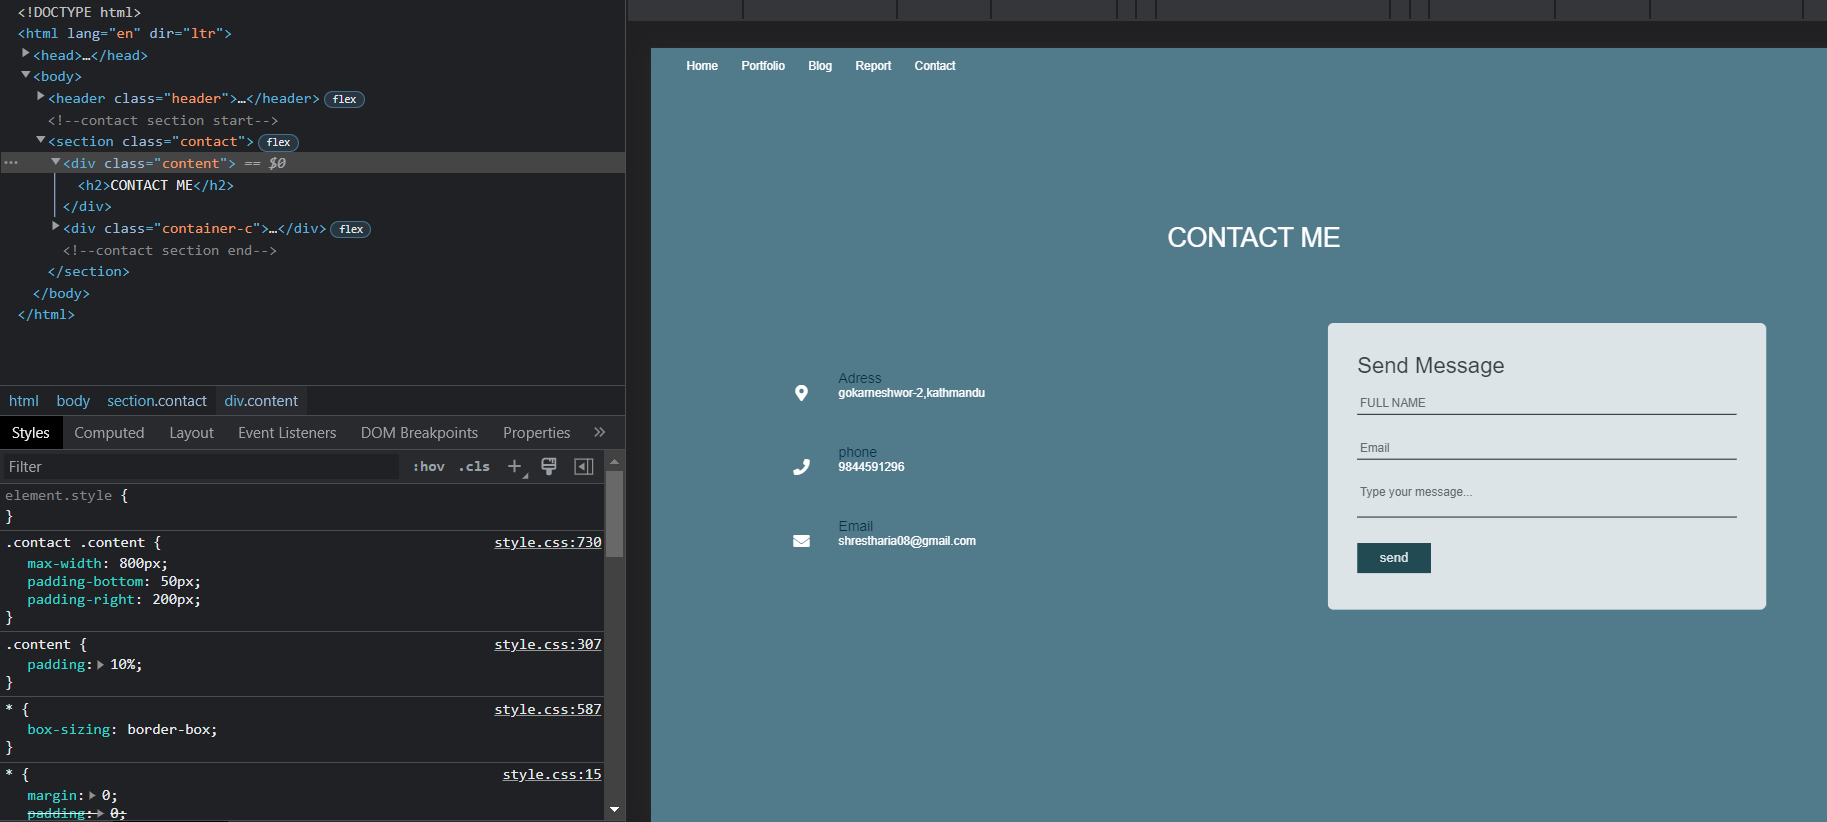 <!DOCTYPE html>
<html lang="en" dir="ltr">
<head>…</head>
<body>
<header class="header">…</header> flex
<!--contact section start-->
<section class="contact"> flex
<div class="content"> == $0
<h2>CONTACT ME</h2>
</div>
<div class="container-c">…</div> flex
<!--contact section end-->
</section>
</body>
</html>
html body section.contact div.content
Styles Computed Layout Event Listeners DOM Breakpoints Properties »
Filter :hov .cls +
element.style {
}
.contact .content { style.css:730
max-width: 800px;
padding-bottom: 50px;
padding-right: 200px;
}
.content { style.css:307
padding: 10%;
}
* { style.css:587
box-sizing: border-box;
}
* { style.css:15
margin: 0;
padding: 0;
Home Portfolio Blog Report Contact
CONTACT ME
Adress
gokarneshwor-2,kathmandu
phone
9844591296
Email
shrestharia08@gmail.com
Send Message
FULL NAME
Email
Type your message...
send